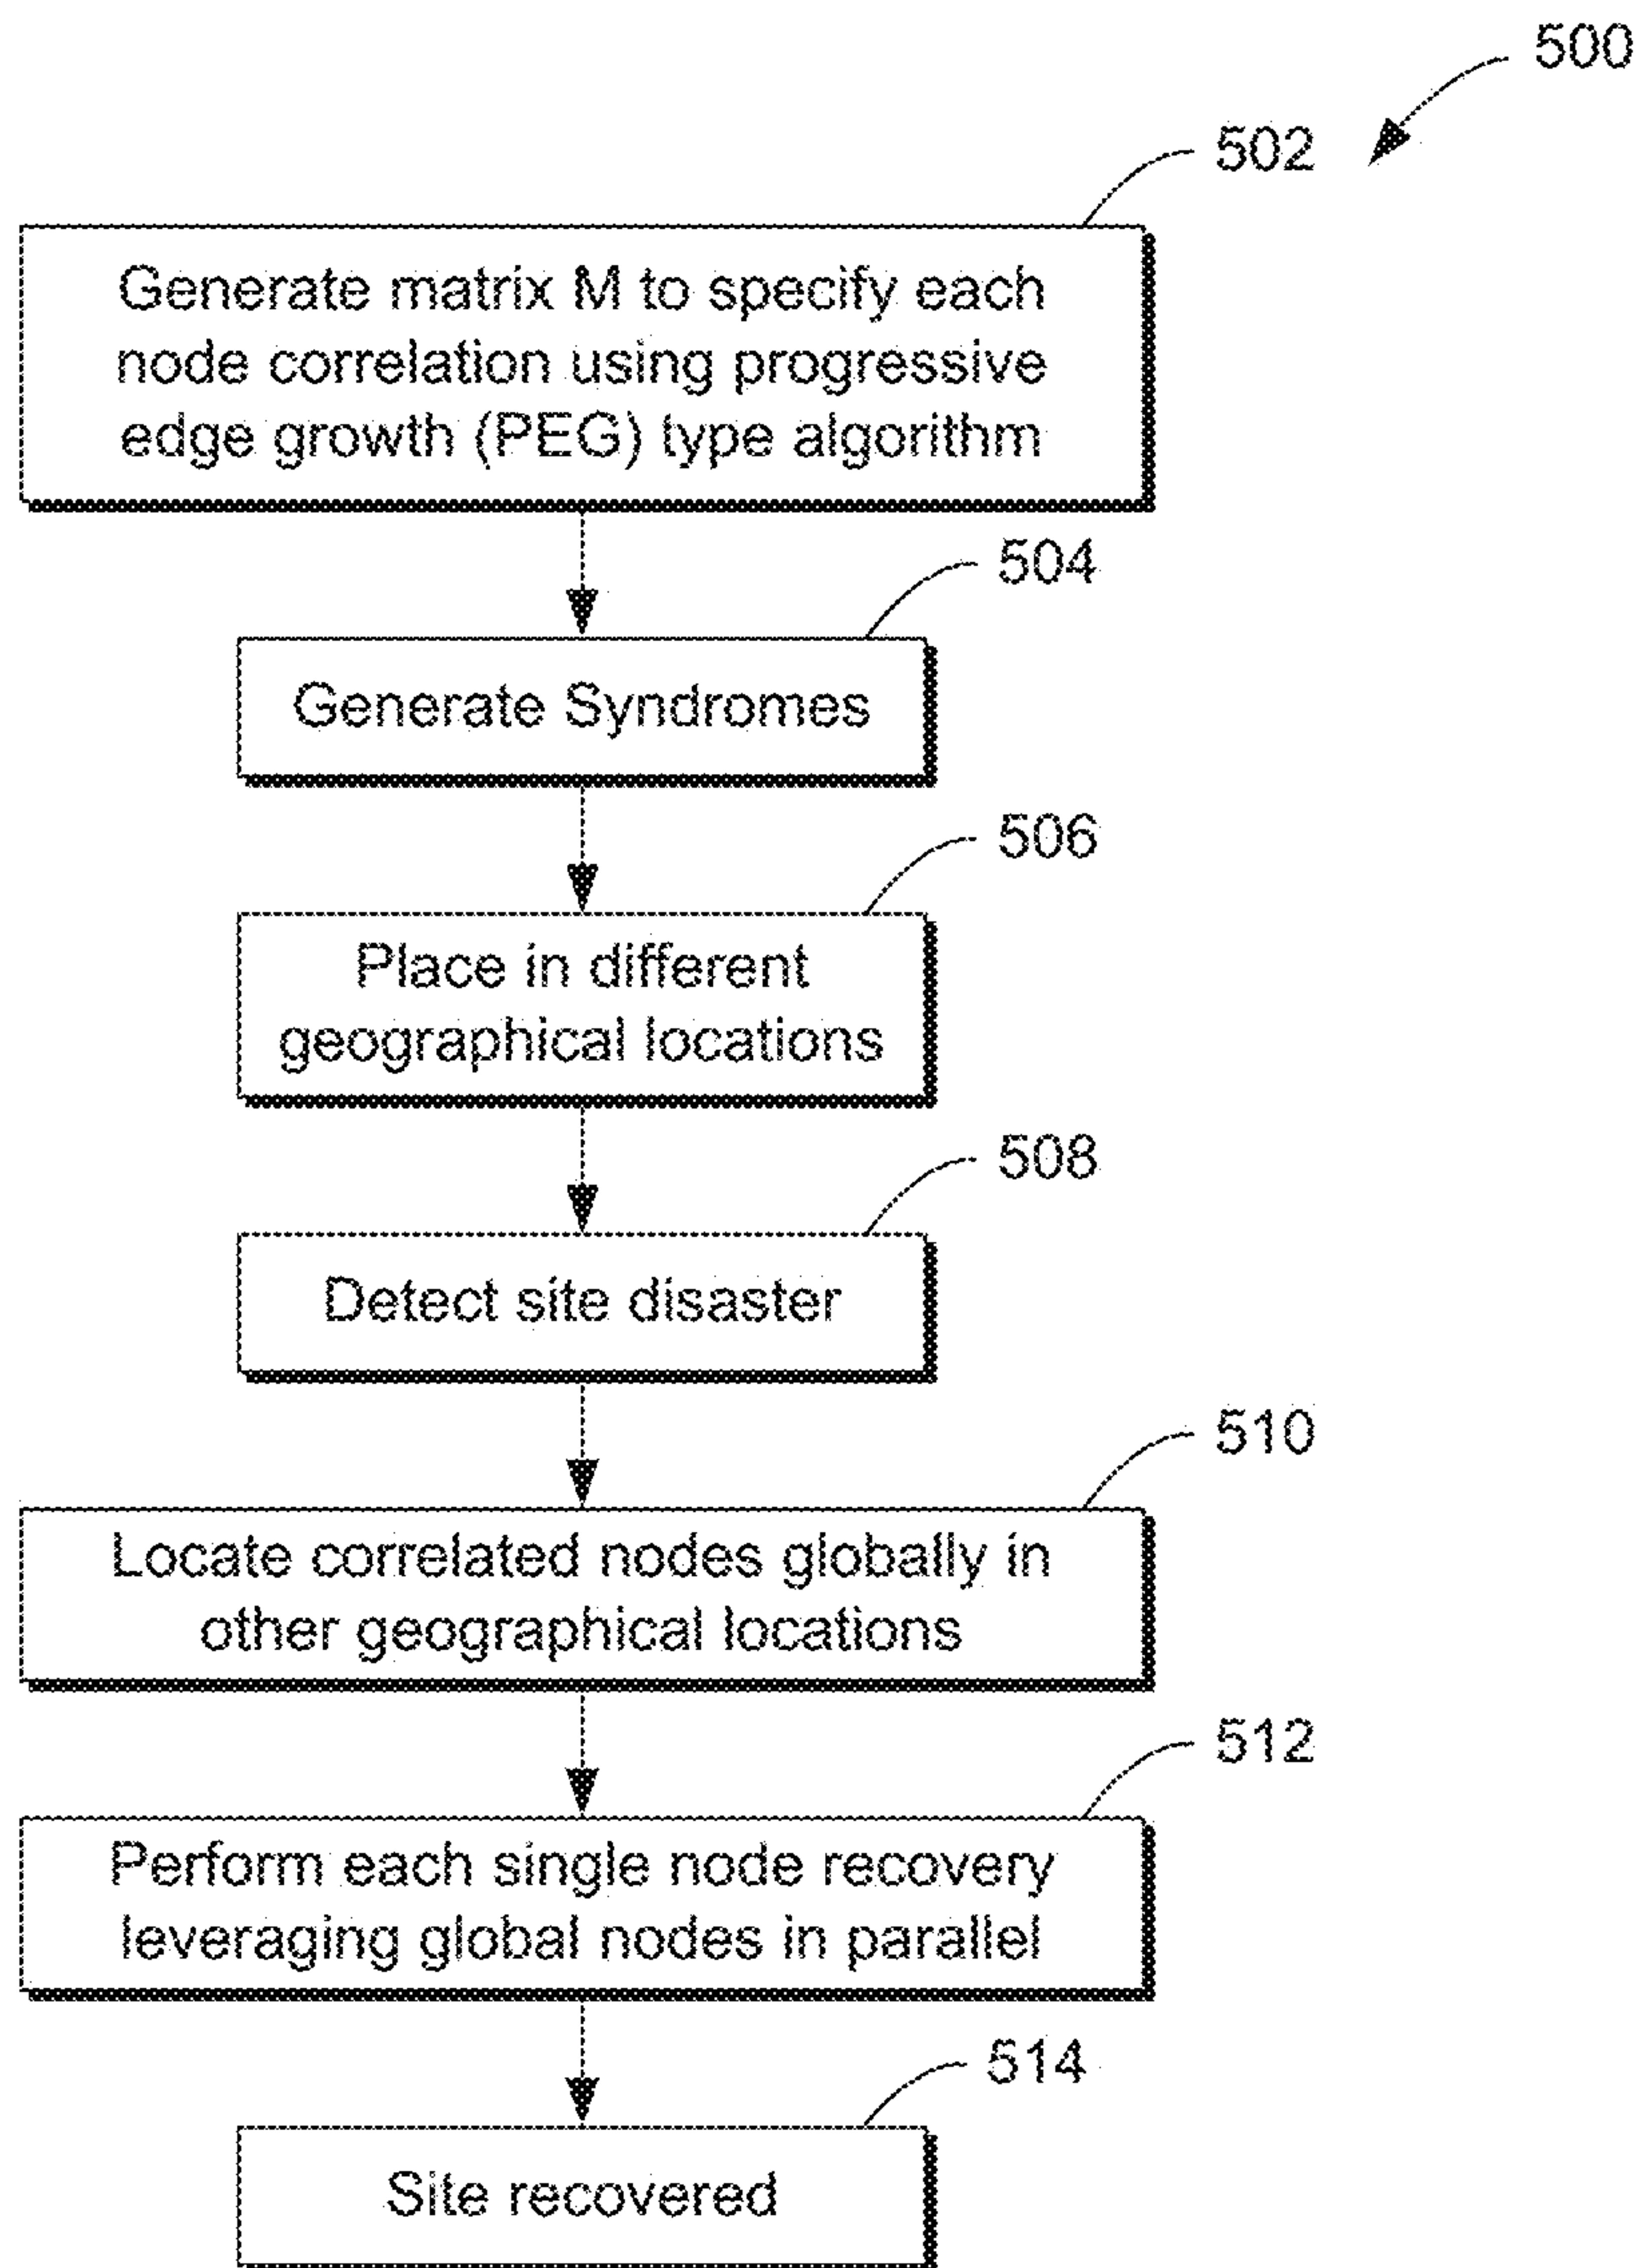 500
502
Generate matrix M to specify each
node correlation using progressive
edge growth (PEG) type algorithm
504
Generate Syndromes
506
Place in different
geographical locations
508
Detect site disaster
510
Locate correlated nodes globally in
other geographical locations
512
Perform each single node recovery
leveraging global nodes in parallel
514
Site recovered